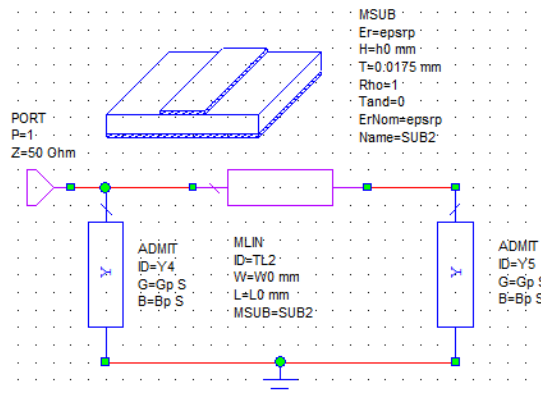 MSUB
Er=epsrp
H=h0 mm
T=0.0175 mm
Rho=1
Tand=0
ErNom=epsrp
Name=SUB2
PORT
P=1
Z=50 Ohm
Y
ADMIT
ID=Y4
G=Gp S
B=Bp S
MLIN
ID=TL2
W=W0 mm
L=L0 mm
MSUB=SUB2
Y
ADMIT
ID=Y5
G=Gp S
B=Bp S